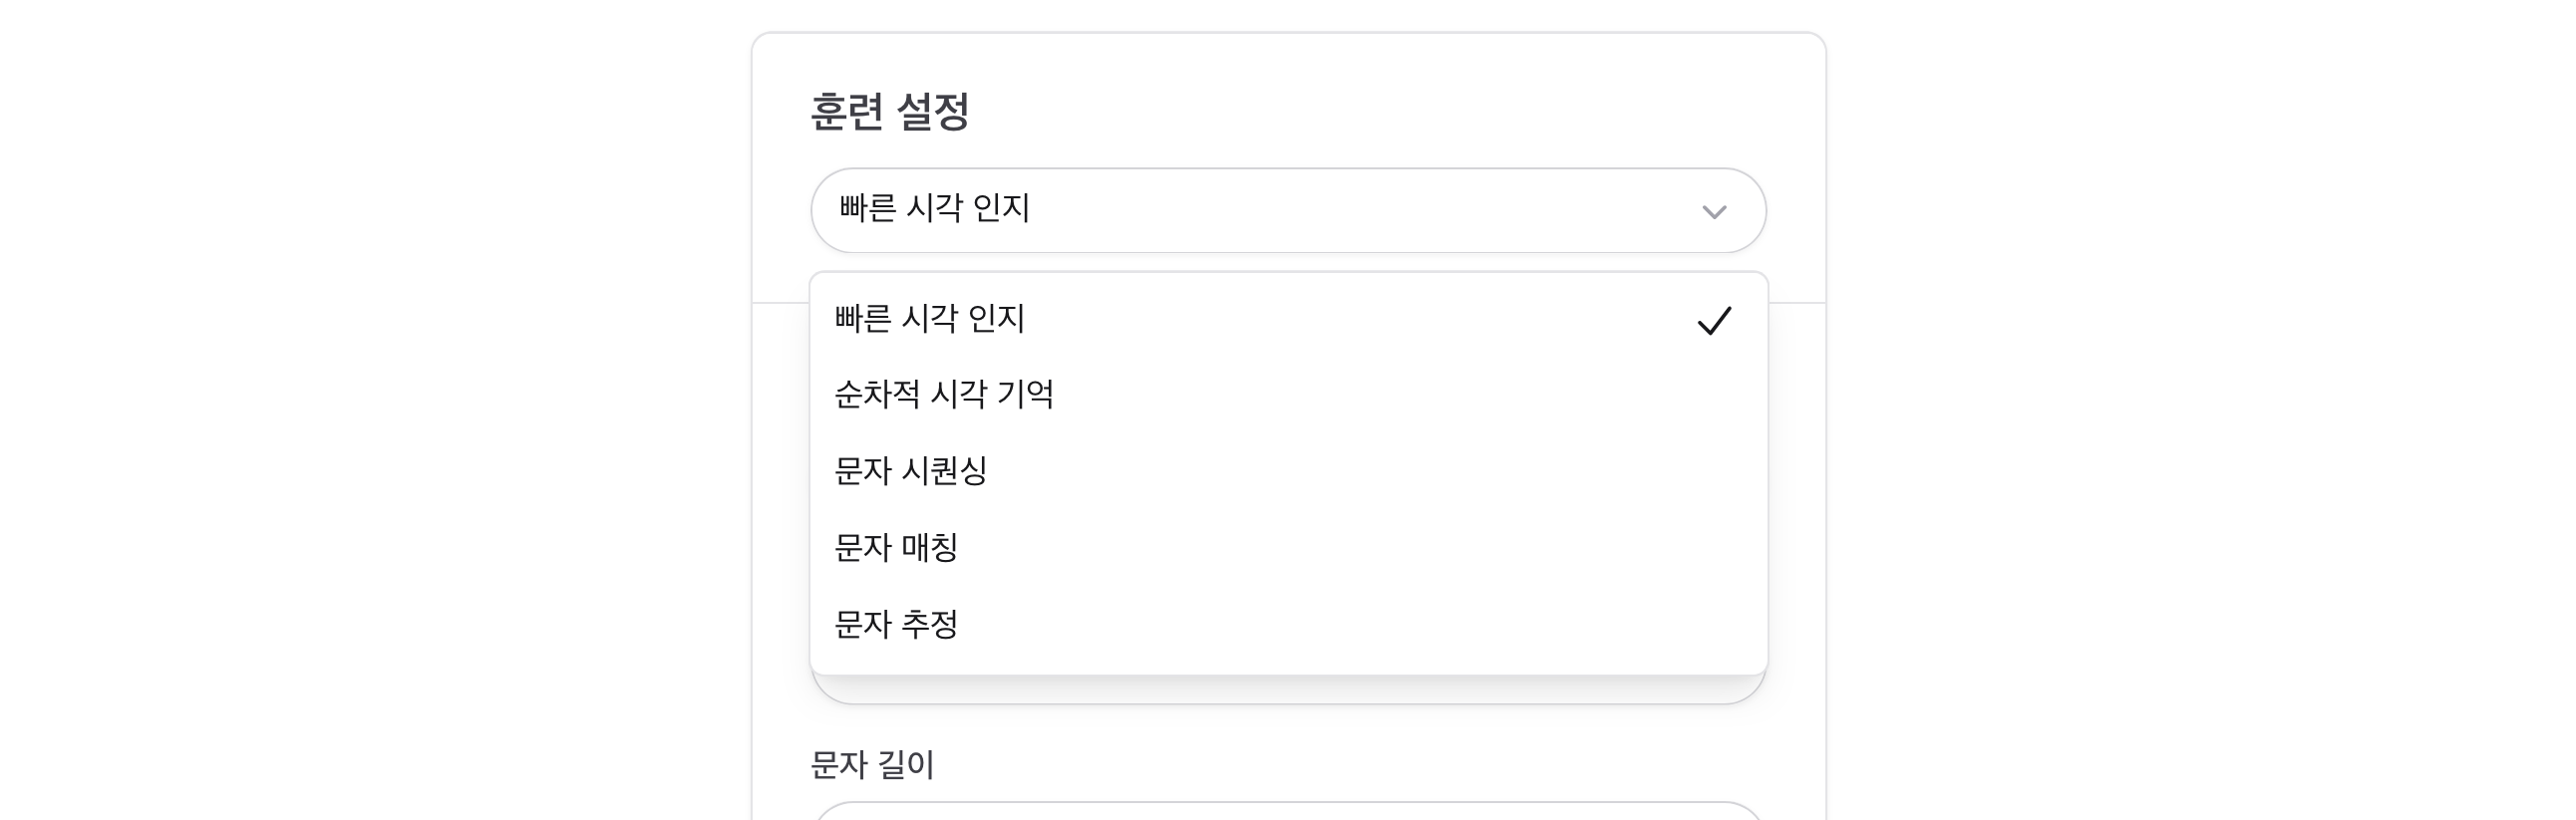 훈련 설정
빠른 시각 인지
빠른 시각 인지
순차적 시각 기억
문자 시퀀싱
문자 매칭
문자 추정
문자 길이